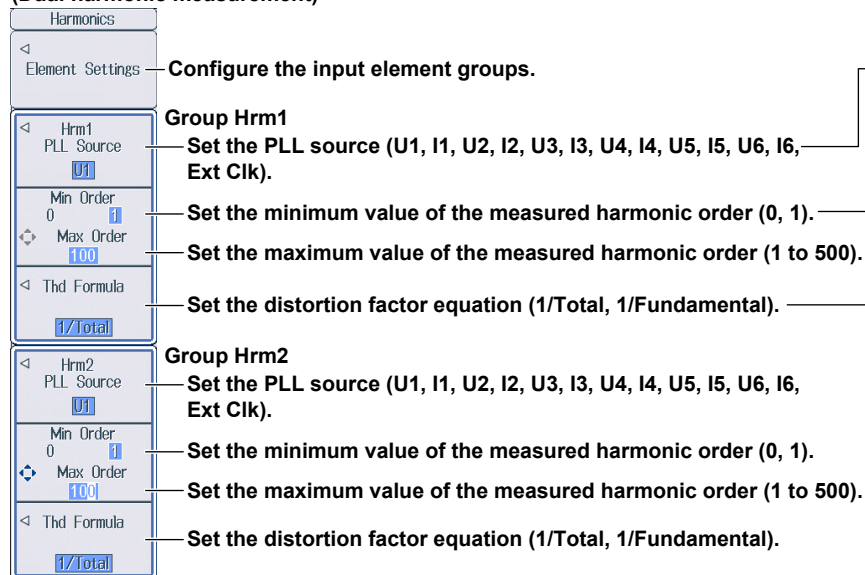 (Dual harmonic measurement)
Harmonics
Element Settings
Configure the input element groups.
Group Hrm1
Hrm1
PLL Source
U1
Set the PLL source (U1, I1, U2, I2, U3, I3, U4, I4, U5, I5, U6, I6,
Ext Clk).
Min Order
0 1
Set the minimum value of the measured harmonic order (0, 1).
Max Order
100
Set the maximum value of the measured harmonic order (1 to 500).
Thd Formula
1/Total
Set the distortion factor equation (1/Total, 1/Fundamental).
Group Hrm2
Hrm2
PLL Source
U1
Set the PLL source (U1, I1, U2, I2, U3, I3, U4, I4, U5, I5, U6, I6,
Ext Clk).
Min Order
0 1
Set the minimum value of the measured harmonic order (0, 1).
Max Order
100
Set the maximum value of the measured harmonic order (1 to 500).
Thd Formula
1/Total
Set the distortion factor equation (1/Total, 1/Fundamental).